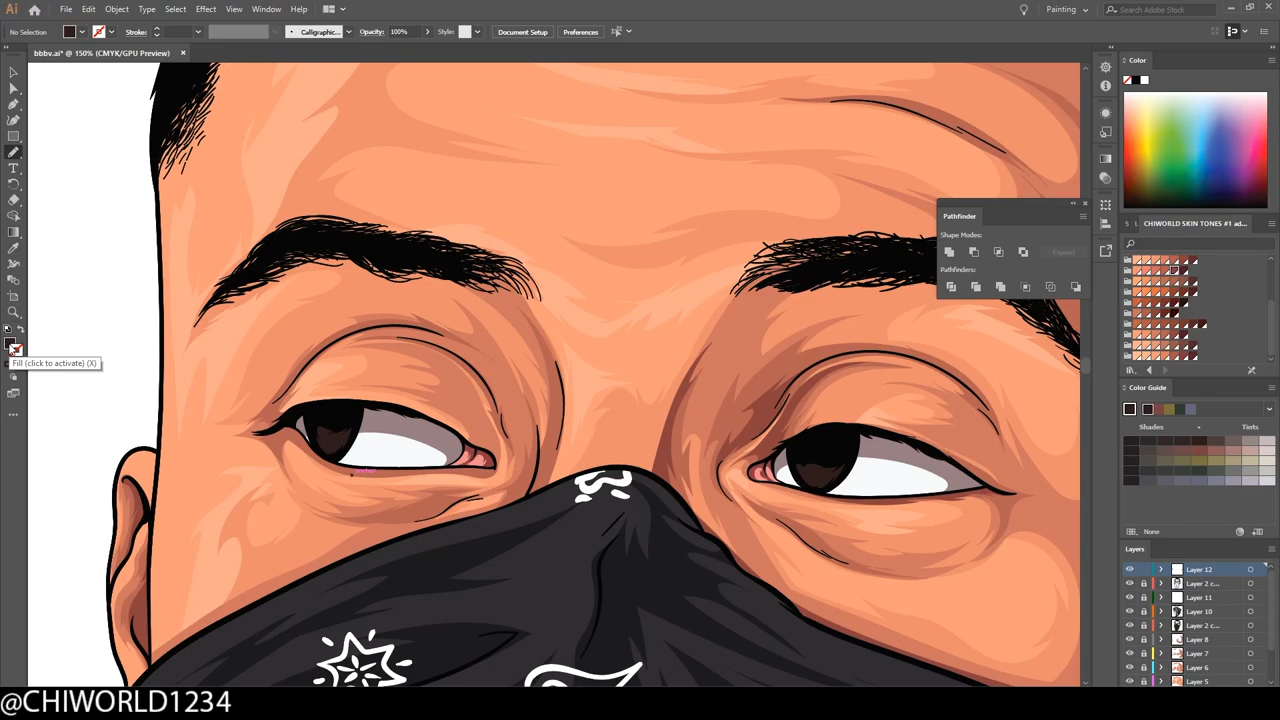 Ai File Edit Object Type Select Effect View Window Help Painting Search Adobe Stock
No Selection Stroke: Calligraphic... Opacity: 100% Style: Document Setup Preferences
bbbv.ai* @ 150% (CMYK/GPU Preview) ×
Color
CHIWORLD SKIN TONES #1 ad...
Pathfinder
Shape Modes:
Expand
Pathfinders:
Fill (click to activate) (X)
Color Guide
Shades Tints
None
Layers
Layer 12
Layer 2 c...
Layer 11
Layer 10
Layer 2 c...
Layer 8
Layer 7
Layer 6
Layer 5
@CHIWORLD1234